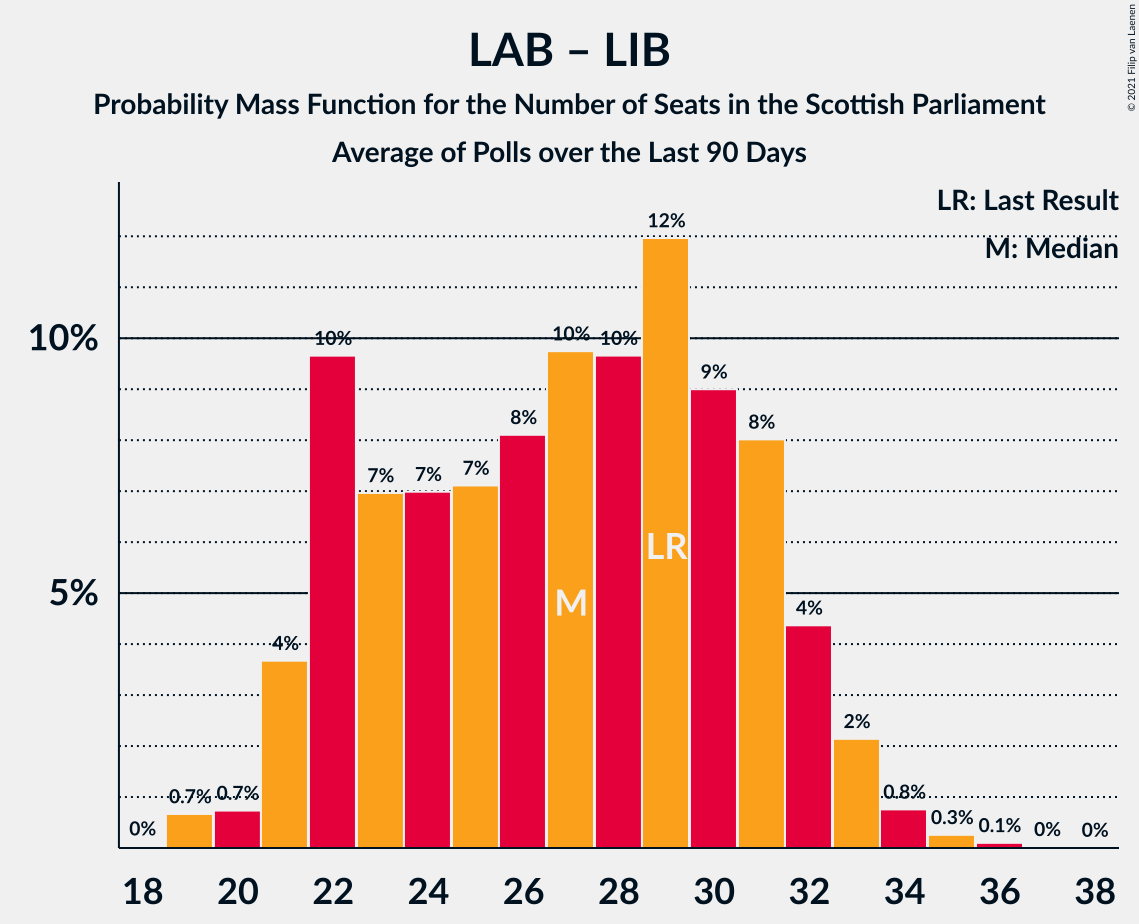 LAB – LIB
Probability Mass Function for the Number of Seats in the Scottish Parliament
Average of Polls over the Last 90 Days
© 2021 Filip van Laenen
LR: Last Result
M: Median
10%
5%
0%
0.7%
0.7%
4%
10%
7%
7%
7%
8%
10%
10%
12%
9%
8%
4%
2%
0.8%
0.3%
0.1%
0%
0%
M
LR
18 20 22 24 26 28 30 32 34 36 38